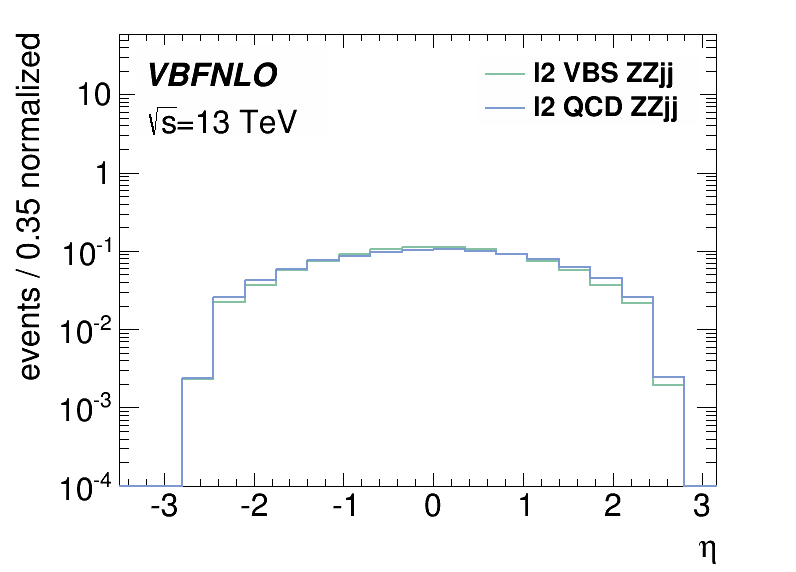 events / 0.35 normalized
VBFNLO
√s=13 TeV
l2 VBS ZZjj
l2 QCD ZZjj
10
1
10-1
10-2
10-3
10-4
-3 -2 -1 0 1 2 3
η